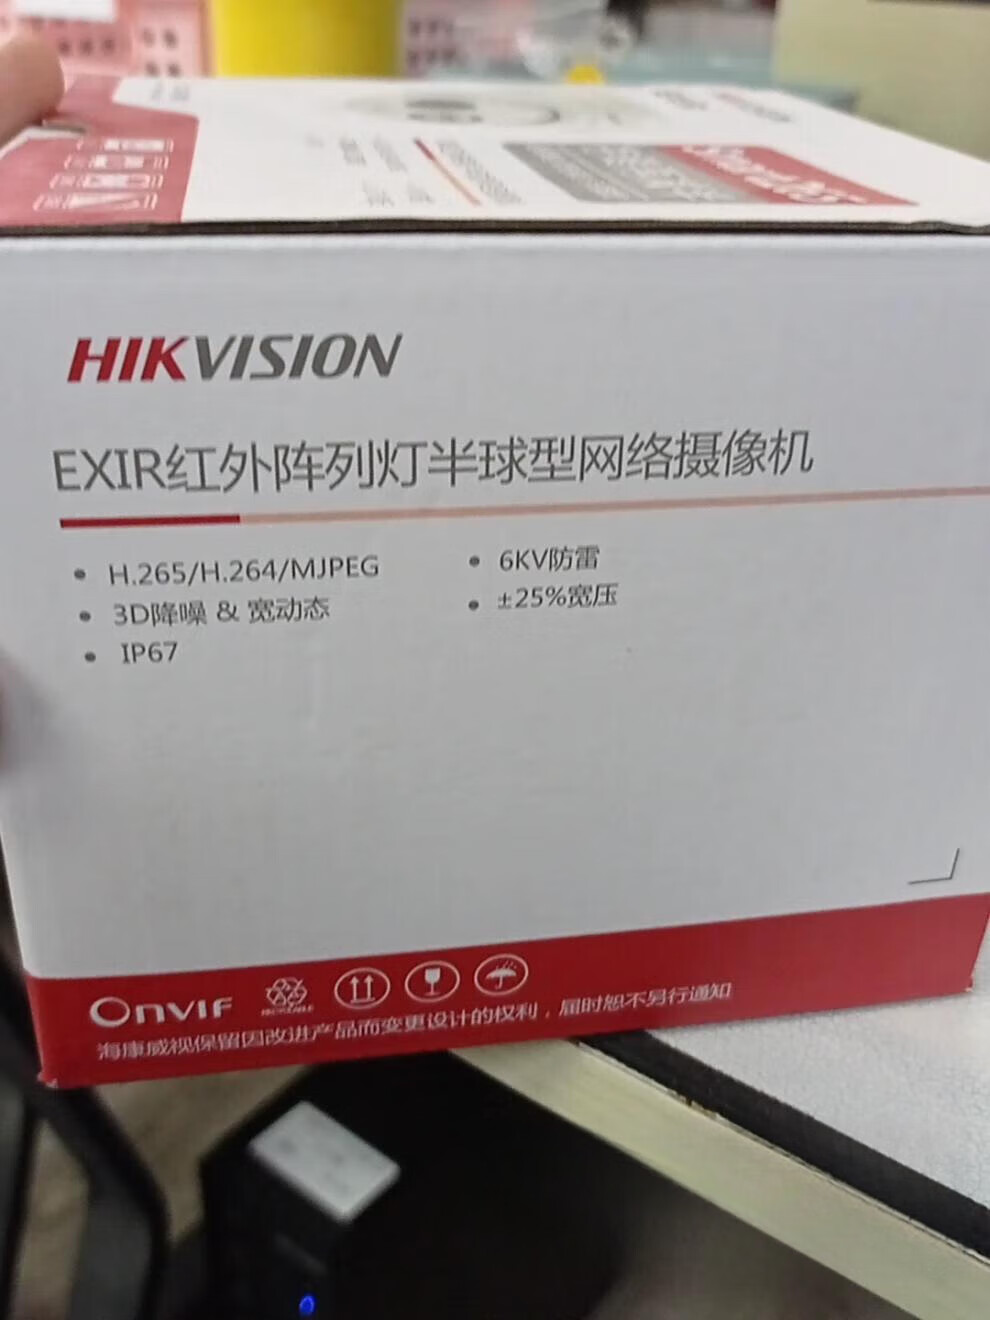 HIKVISION
EXIR红外阵列灯半球型网络摄像机
• H.265/H.264/MJPEG
• 3D降噪 & 宽动态
• IP67
• 6KV防雷
• ±25%宽压
Onvif
海康威视保留因改进产品而变更设计的权利，届时恕不另行通知